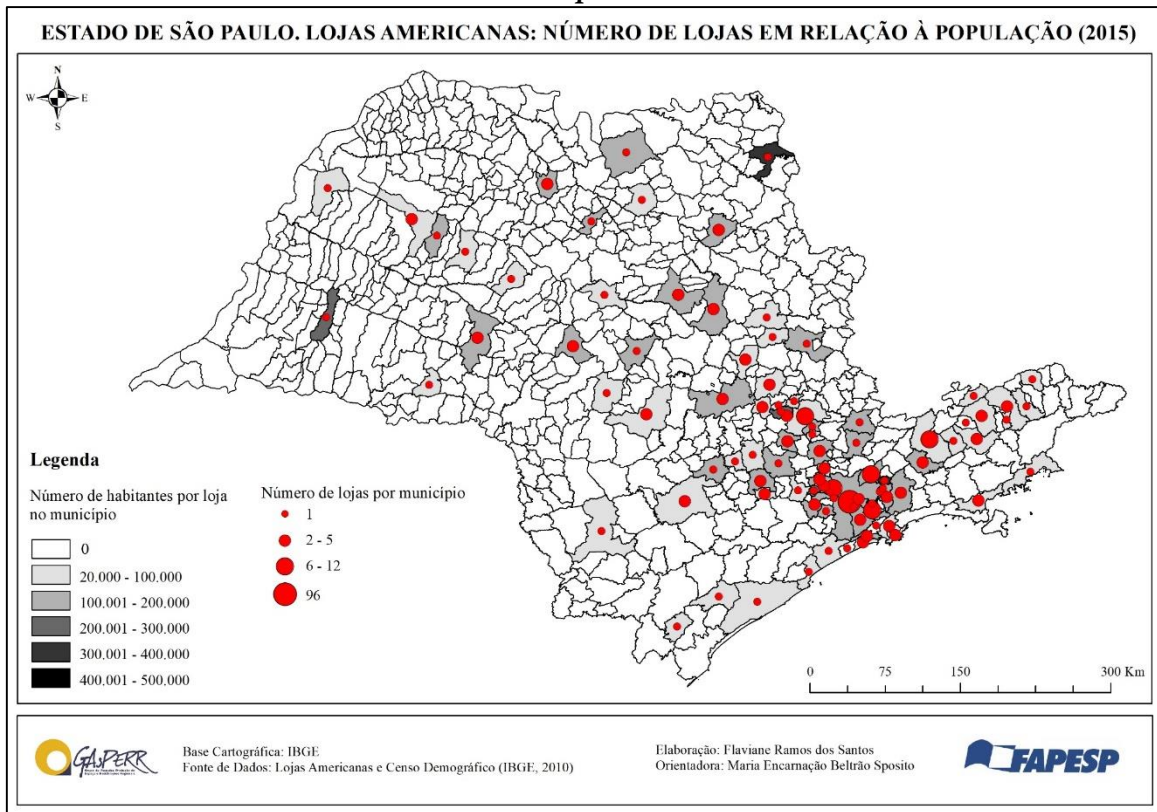 ESTADO DE SÃO PAULO. LOJAS AMERICANAS: NÚMERO DE LOJAS EM RELAÇÃO À POPULAÇÃO (2015)
N
W E
S
Legenda
Número de habitantes por loja
no município
0
20.000 - 100.000
100.001 - 200.000
200.001 - 300.000
300.001 - 400.000
400.001 - 500.000
Número de lojas por município
1
2 - 5
6 - 12
96
0 75 150 300 Km
GAsPERR
Base Cartográfica: IBGE
Fonte de Dados: Lojas Americanas e Censo Demográfico (IBGE, 2010)
Elaboração: Flaviane Ramos dos Santos
Orientadora: Maria Encarnação Beltrão Sposito
FAPESP